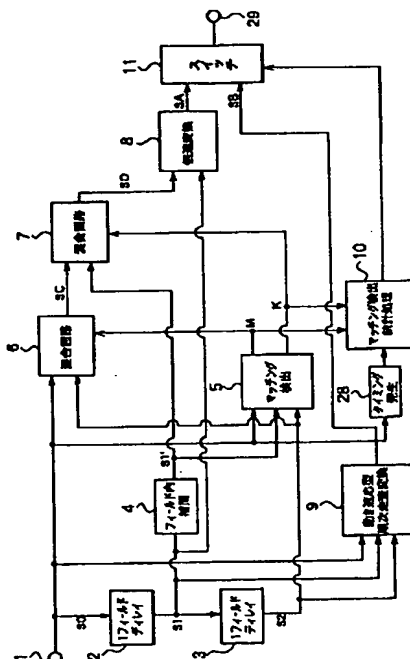 1
S0
2
1フィールド
ディレイ
S1
3
1フィールド
ディレイ
S2
4
フィールド内
補間
S1'
5
マッチング
検出
M
K
6
混合回路
SC
7
混合回路
SD
8
倍速変換
SA
SB
9
動き適応型
順次走査変換
28
タイミング
発生
10
マッチング検出
統計処理
11
スイッチ
29